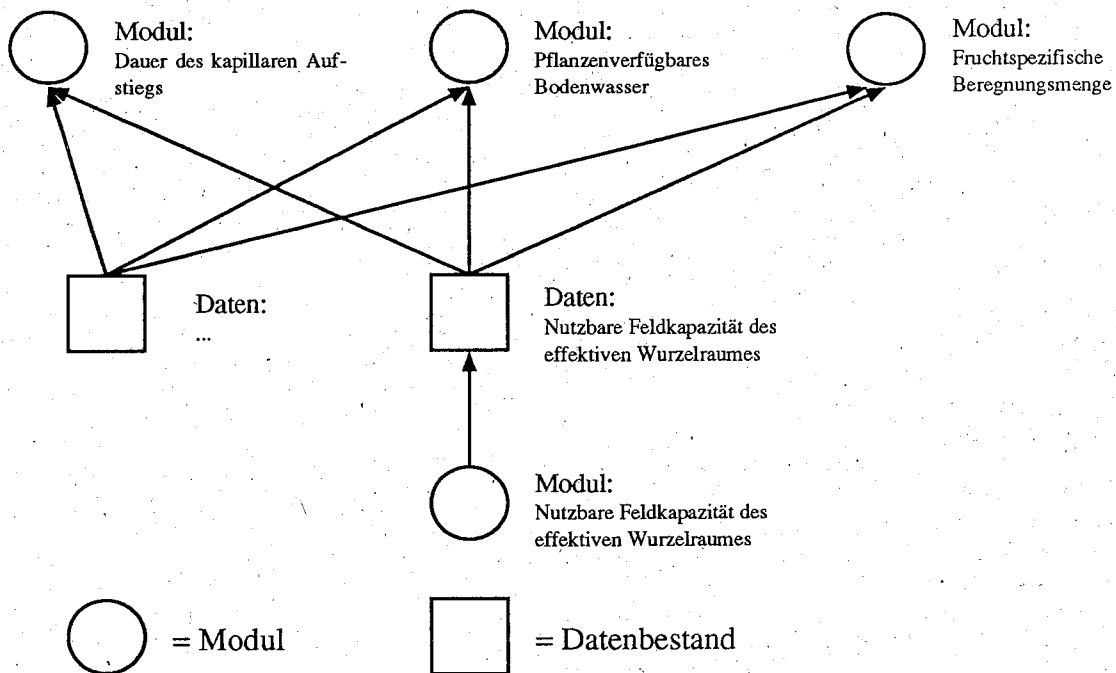 Modul:
Dauer des kapillaren Auf-
stiegs
Modul:
Pflanzenverfügbares
Bodenwasser
Modul:
Fruchtspezifische
Beregnungsmenge
Daten:
...
Daten:
Nutzbare Feldkapazität des
effektiven Wurzelraumes
Modul:
Nutzbare Feldkapazität des
effektiven Wurzelraumes
= Modul
= Datenbestand